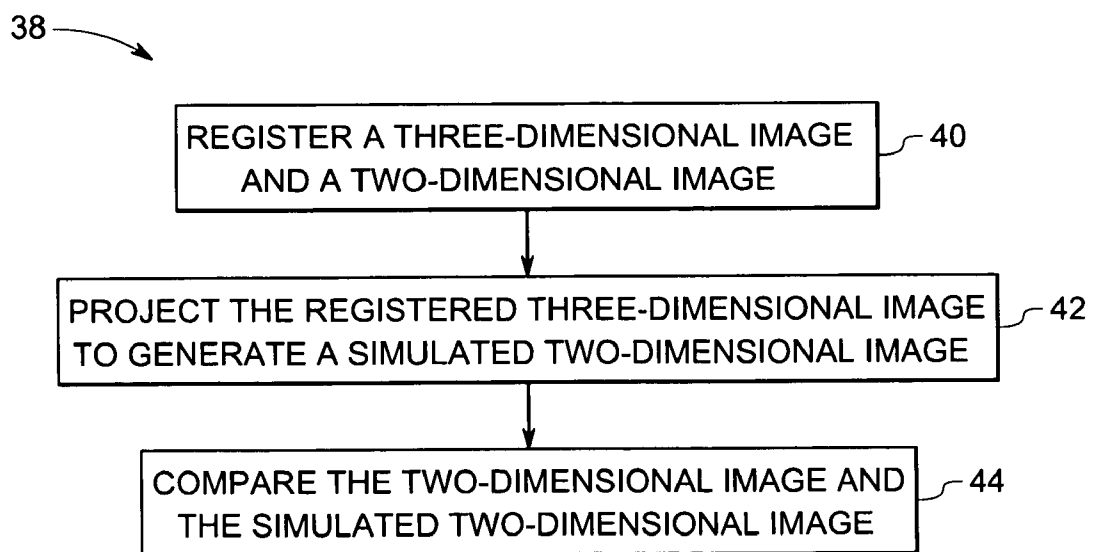 38
REGISTER A THREE-DIMENSIONAL IMAGE
AND A TWO-DIMENSIONAL IMAGE
40
PROJECT THE REGISTERED THREE-DIMENSIONAL IMAGE
TO GENERATE A SIMULATED TWO-DIMENSIONAL IMAGE
42
COMPARE THE TWO-DIMENSIONAL IMAGE AND
THE SIMULATED TWO-DIMENSIONAL IMAGE
44